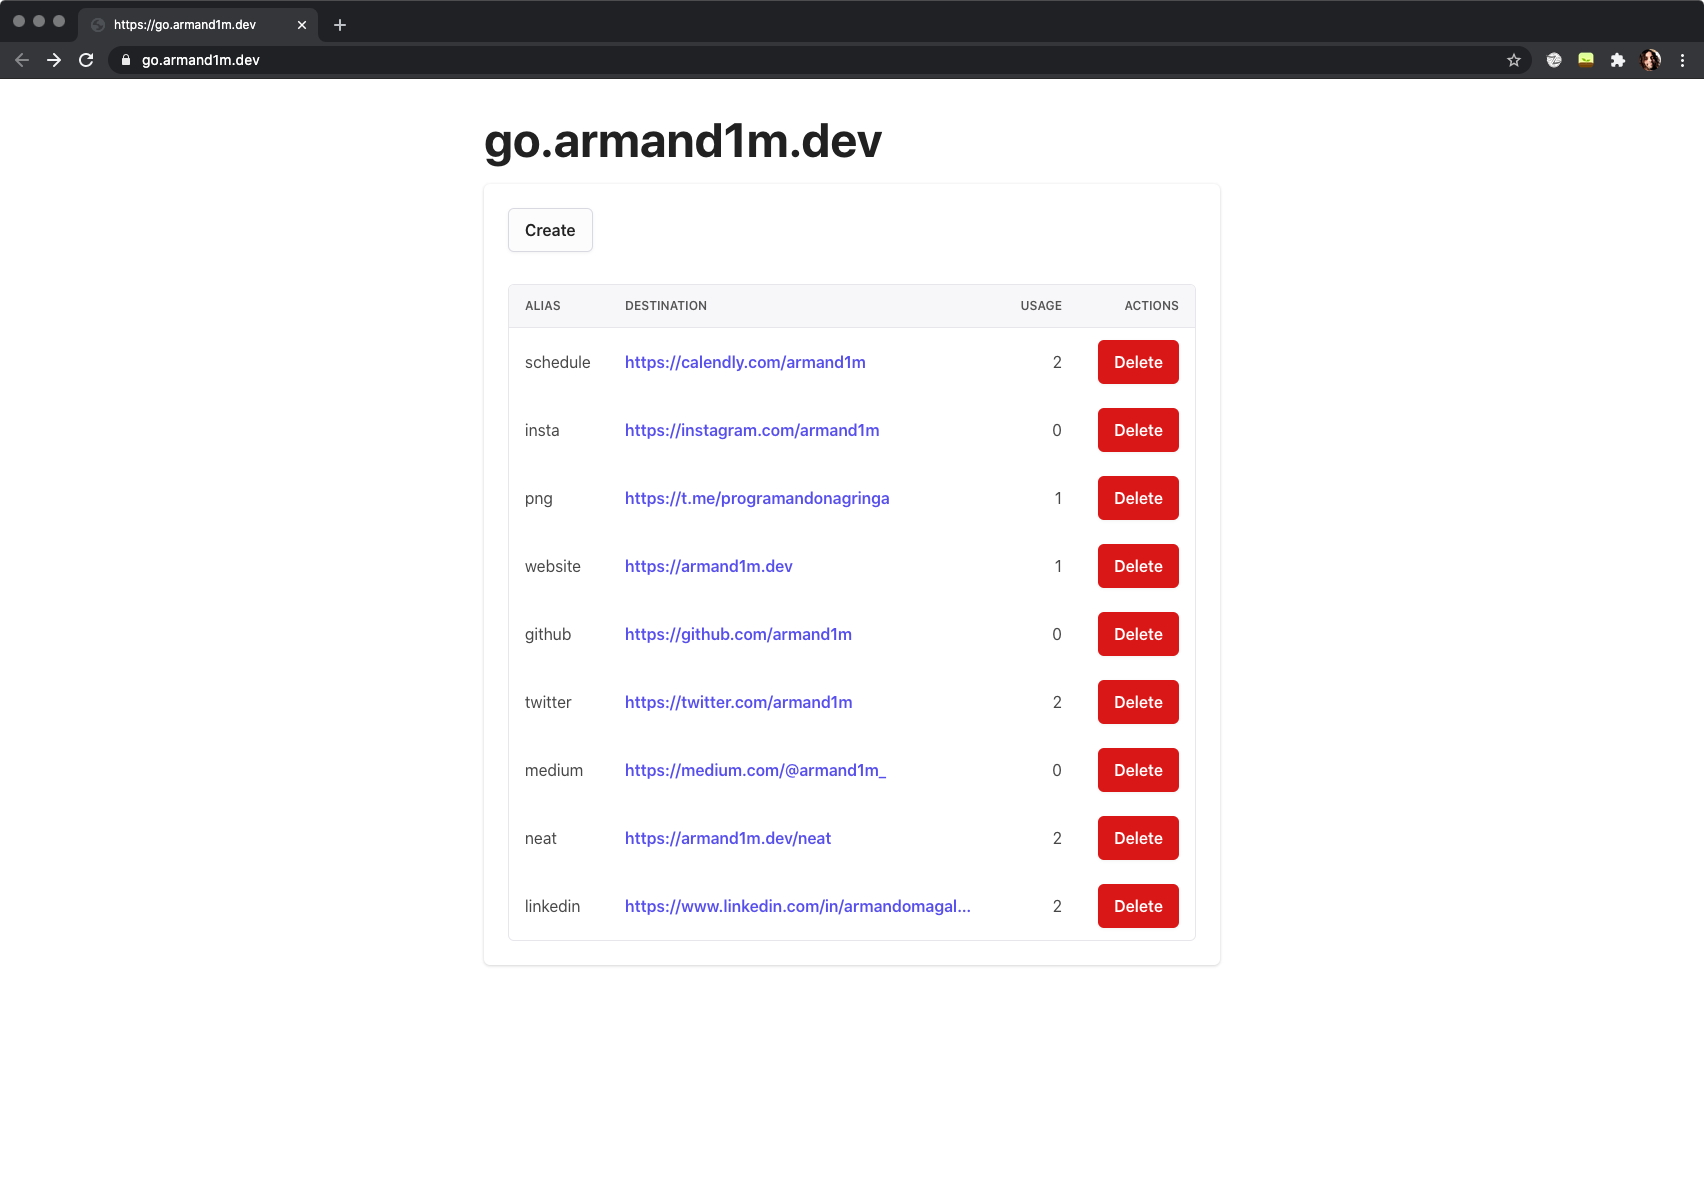 https://go.armand1m.dev
go.armand1m.dev
go.armand1m.dev
Create
ALIAS DESTINATION USAGE ACTIONS
schedule https://calendly.com/armand1m 2 Delete
insta https://instagram.com/armand1m 0 Delete
png https://t.me/programandonagringa 1 Delete
website https://armand1m.dev 1 Delete
github https://github.com/armand1m 0 Delete
twitter https://twitter.com/armand1m 2 Delete
medium https://medium.com/@armand1m_ 0 Delete
neat https://armand1m.dev/neat 2 Delete
linkedin https://www.linkedin.com/in/armandomagal... 2 Delete